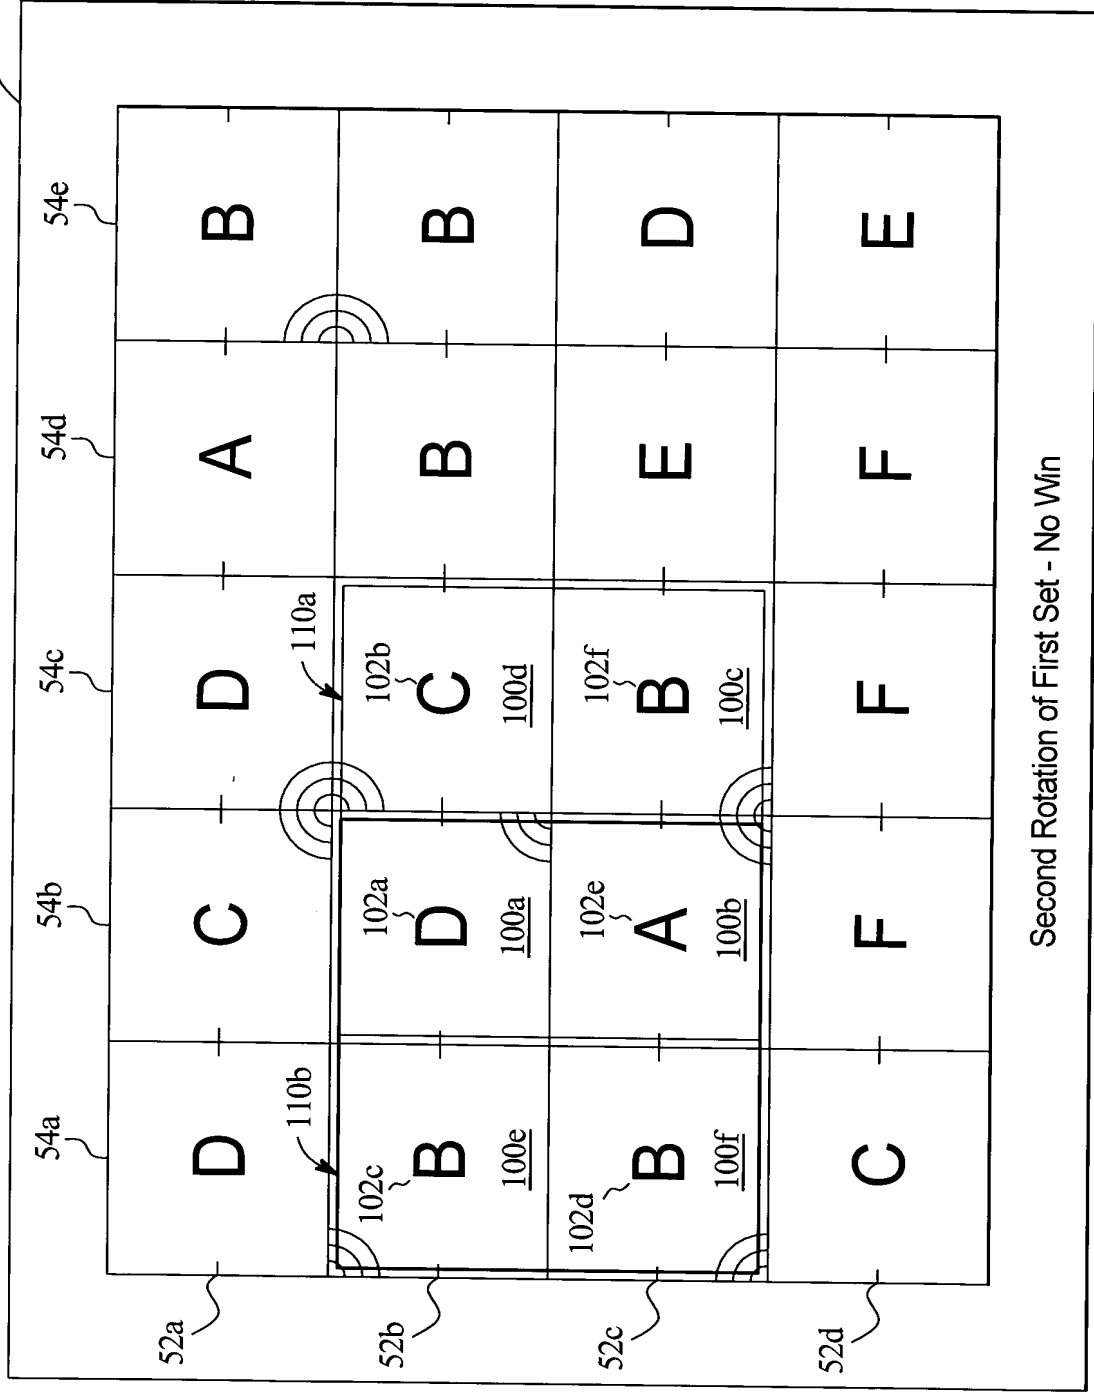 54a 54b 54c 54d 54e
52a D C D A B
110b 110a
102c 102a 102b
52b B D C B B
100e 100a 100d
102d 102e 102f
52c B A B E D
100f 100b 100c
52d C F F F E
Second Rotation of First Set - No Win